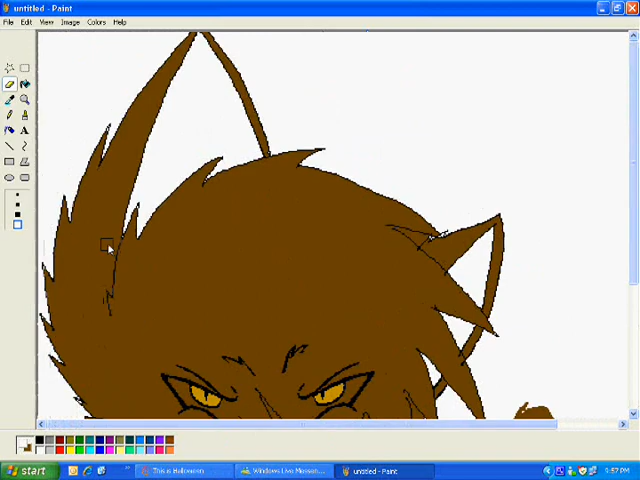 untitled - Paint
File Edit View Image Colors Help
A
start
This is Halloween
Windows Live Messen...
untitled - Paint
9:57 PM